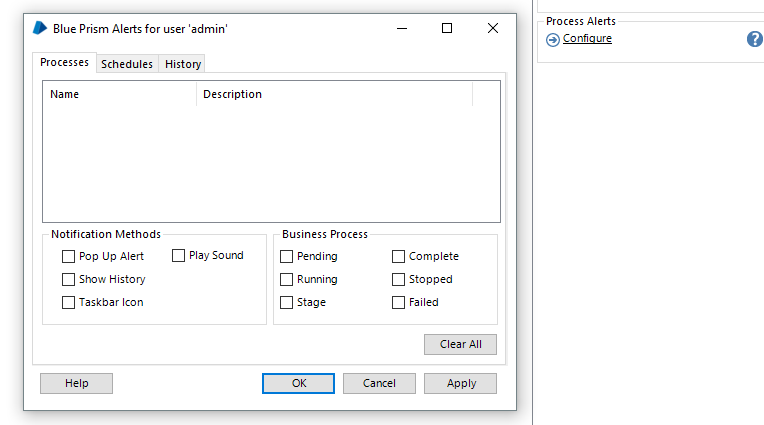 Blue Prism Alerts for user 'admin'
Processes Schedules History
Name Description
Notification Methods
Pop Up Alert Play Sound
Show History
Taskbar Icon
Business Process
Pending Complete
Running Stopped
Stage Failed
Clear All
Help OK Cancel Apply
Process Alerts
Configure ?